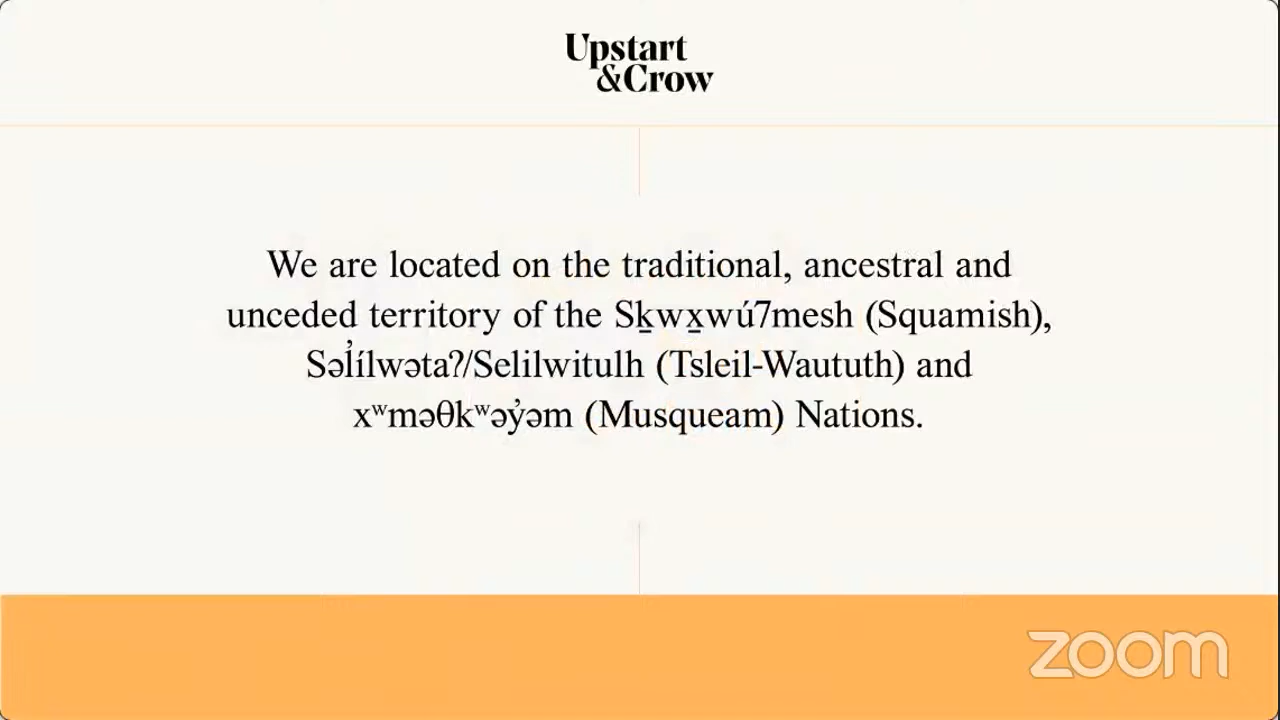 Upstart
&Crow
We are located on the traditional, ancestral and
unceded territory of the Sḵwx̱wú7mesh (Squamish),
Səl̓ílwətaʔ/Selilwitulh (Tsleil-Waututh) and
xʷməθkʷəy̓əm (Musqueam) Nations.
zoom